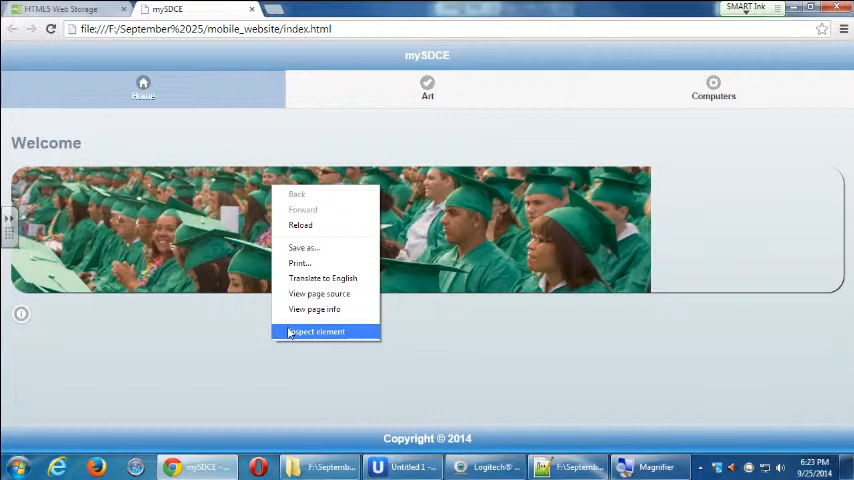 HTML5 Web Storage
mySDCE
SMART Ink
file:///F:/September%2025/mobile_website/index.html
mySDCE
Home
Art
Computers
Welcome
Back
Forward
Reload
Save as...
Print...
Translate to English
View page source
View page info
Inspect element
Copyright © 2014
mySDCE - ...
F:\Septemb...
Untitled 1 -...
Logitech® ...
F:\Septemb...
Magnifier
6:23 PM
9/25/2014